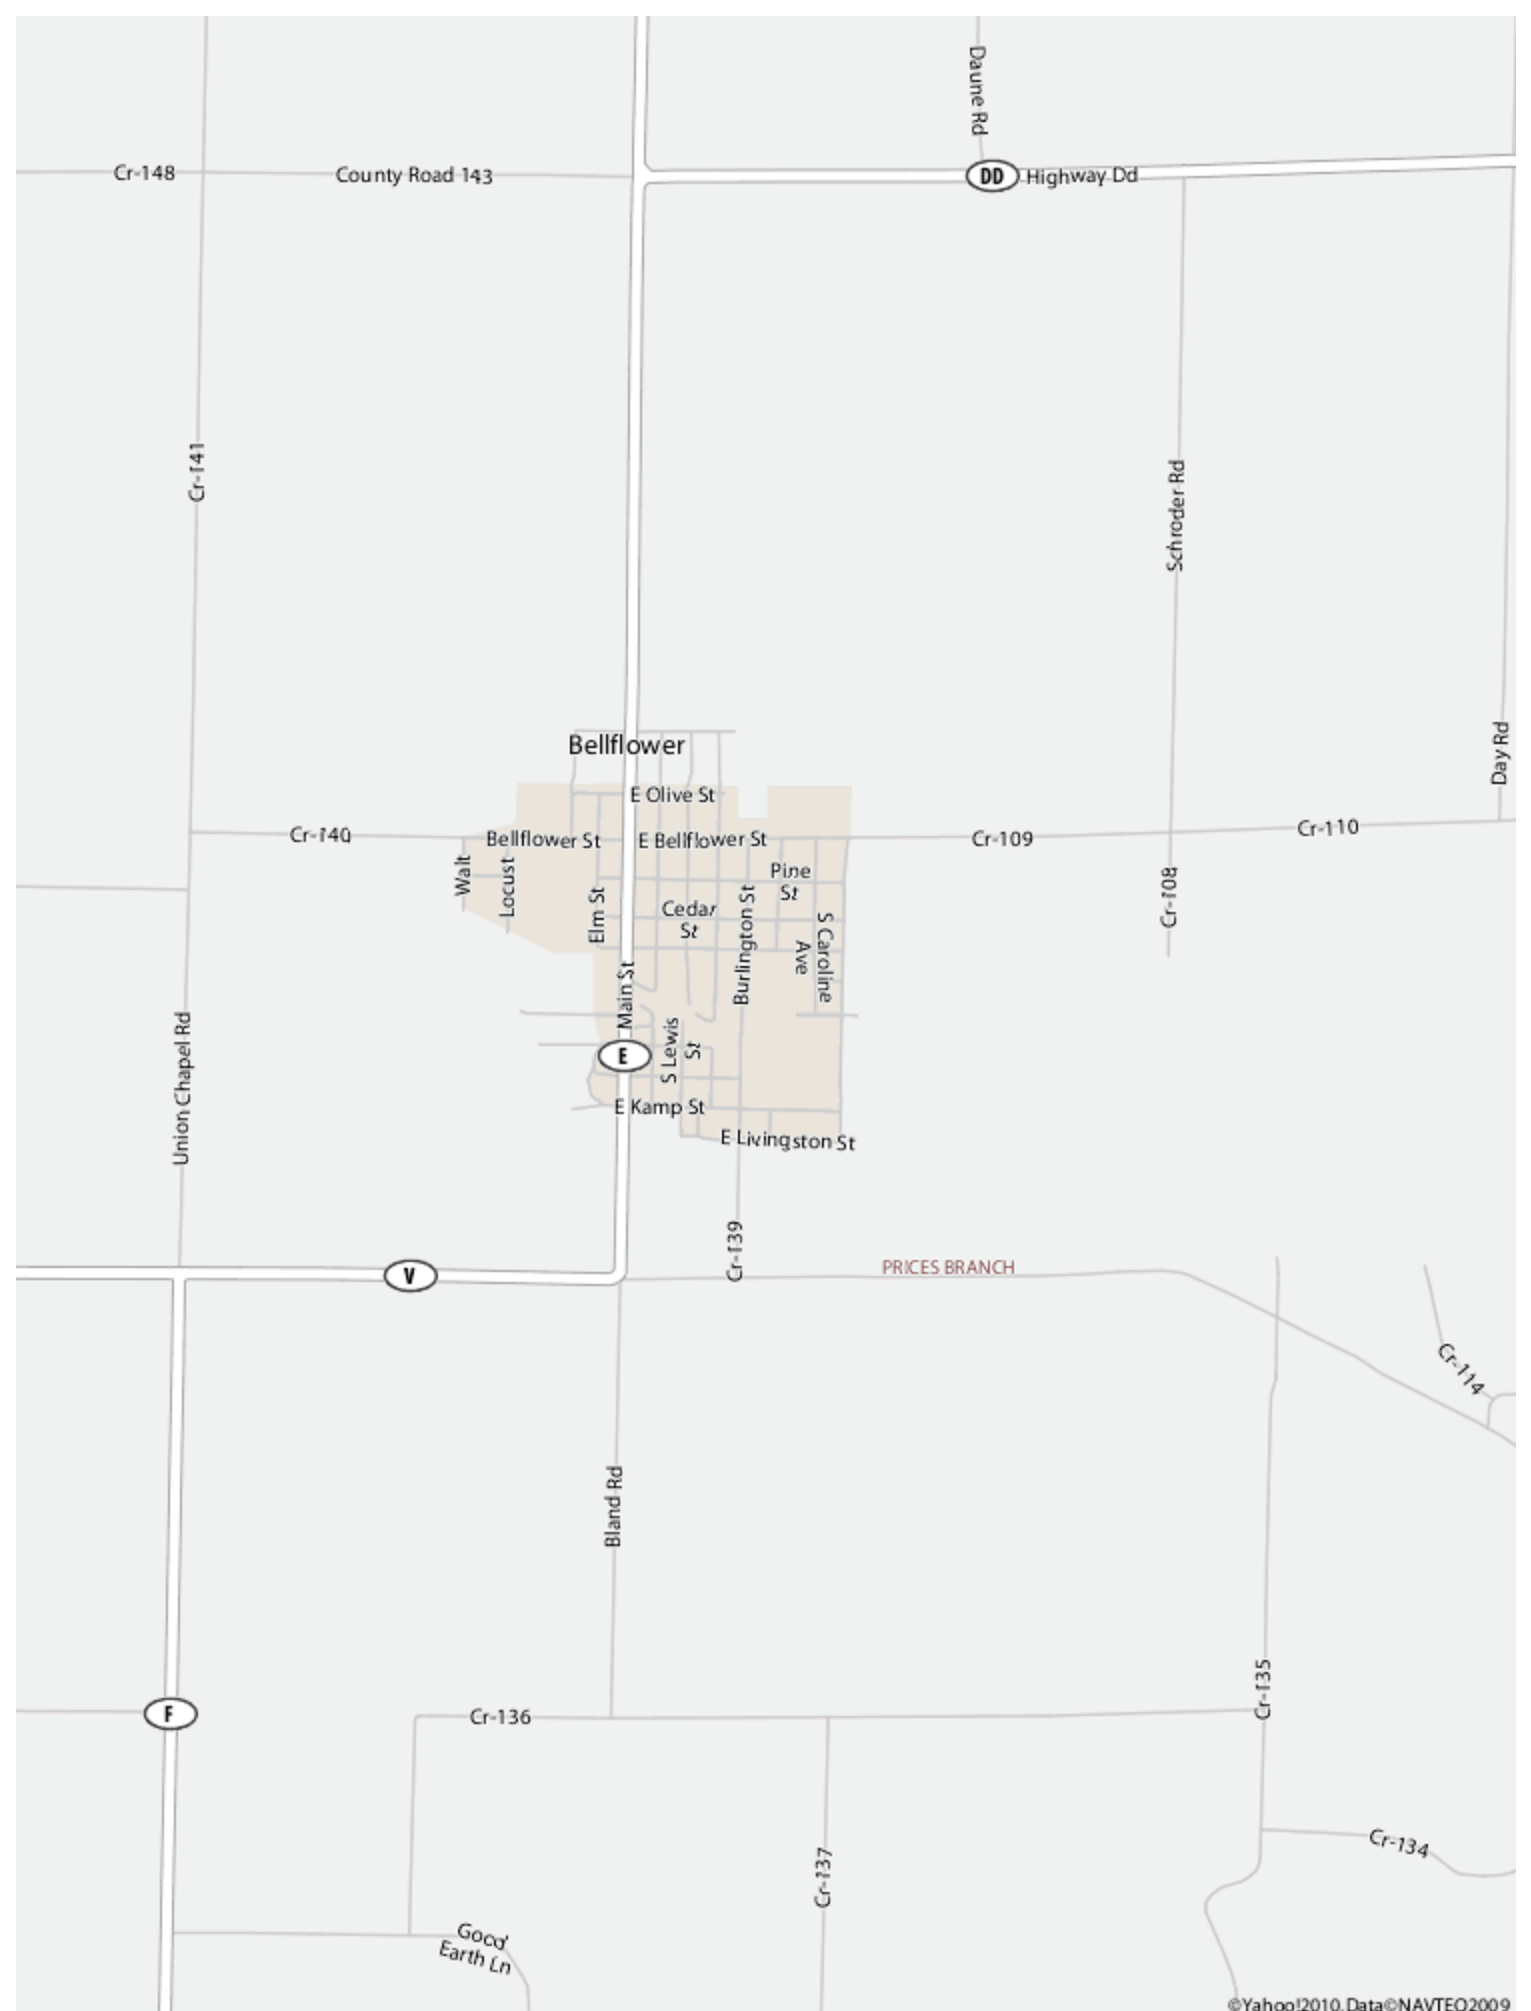 Daune Rd
Cr-148
County Road 143
DD
Highway Dd
Cr-141
Schroder Rd
Day Rd
Bellflower
E Olive St
Cr-140
Bellflower St
E Bellflower St
Cr-109
Cr-110
Walt
Locust
Elm St
Pine
St
Cedar
St
Burlington St
S Caroline
Ave
Cr-108
Main St
Union Chapel Rd
S Lewis
St
E
E Kamp St
E Livingston St
Cr-139
V
PRICES BRANCH
Cr-114
Bland Rd
Cr-135
F
Cr-136
Cr-137
Cr-134
Good
Earth Ln
©Yahoo!2010,Data©NAVTEQ2009